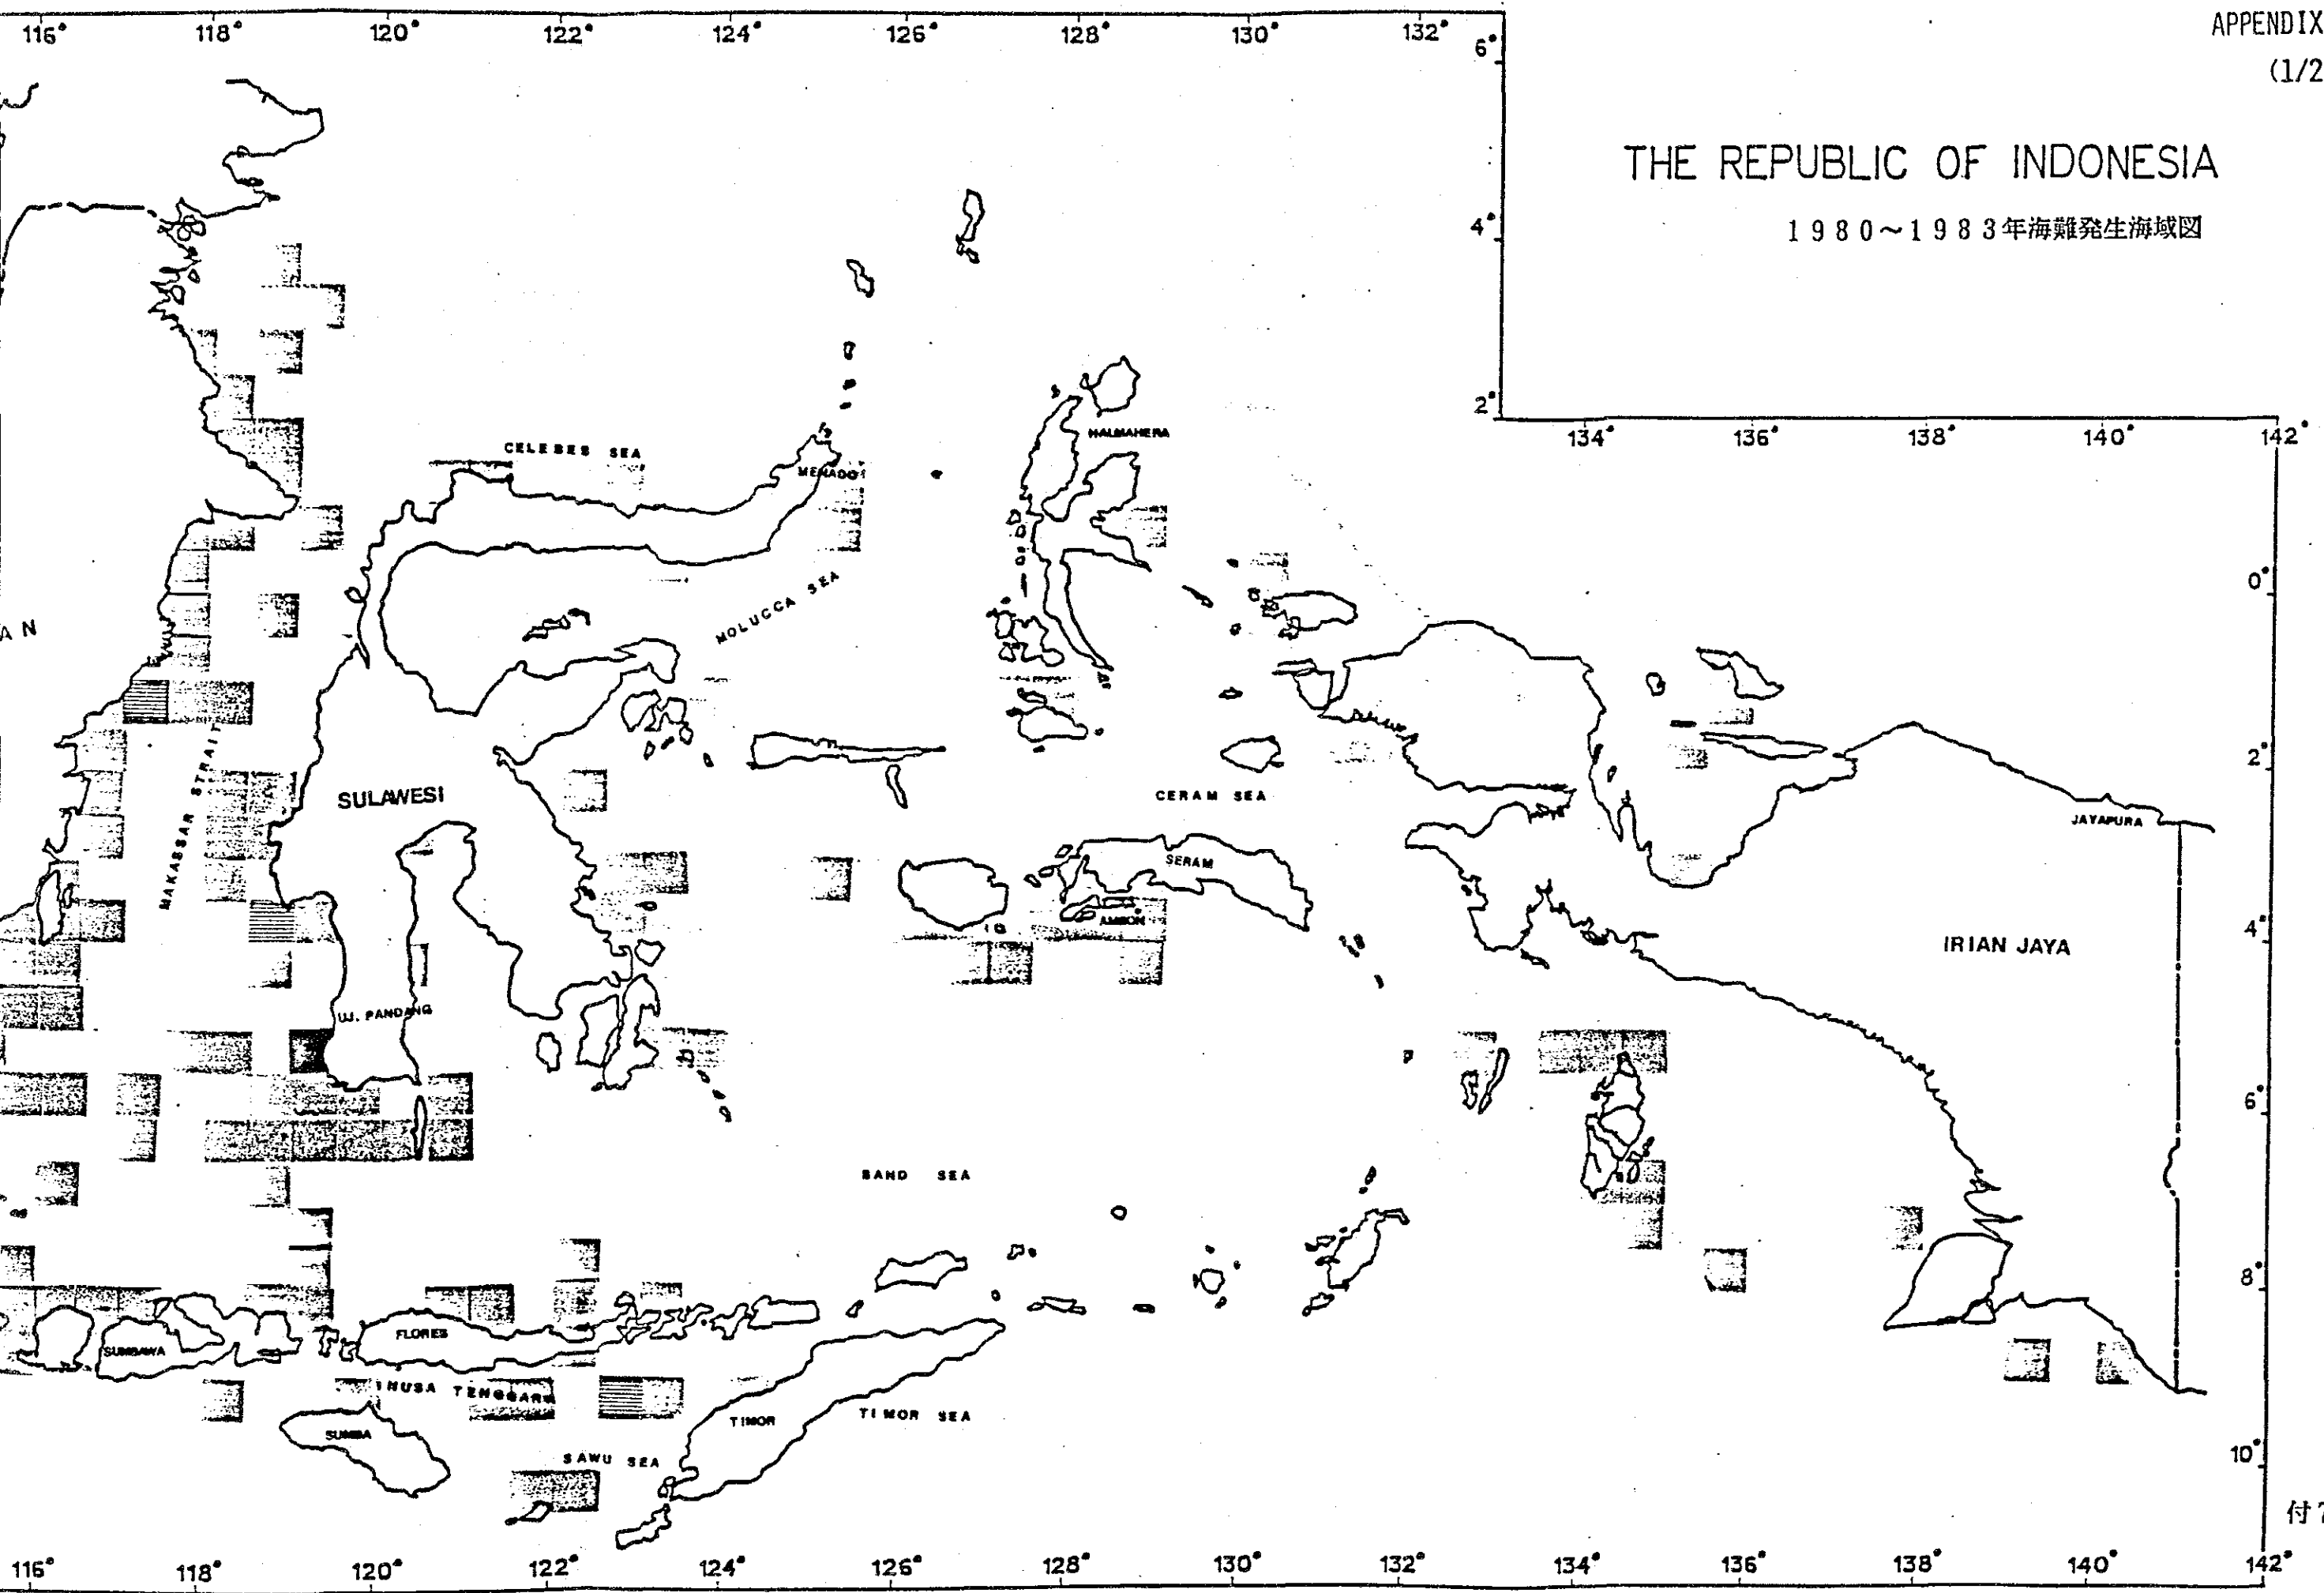 116° 118° 120° 122° 124° 126° 128° 130° 132°
APPENDIX
(1/2
6°
THE REPUBLIC OF INDONESIA
4°
1980～1983年海難発生海域図
2°
134° 136° 138° 140° 142°
HALMAHERA
CELEBES SEA
MENADO
0°
MOLUCCA SEA
AN
2°
MAKASSAR STRAIT
SULAWESI
CERAM SEA
JAYAPURA
SERAM
AMBON
4°
IRIAN JAYA
UJ. PANDANG
6°
BAND SEA
8°
FLORES
SUMBAWA
NUSA TENGGARA
TIMOR
TIMOR SEA
SUMBA
SAWU SEA
10°
付7
116° 118° 120° 122° 124° 126° 128° 130° 132° 134° 136° 138° 140° 142°